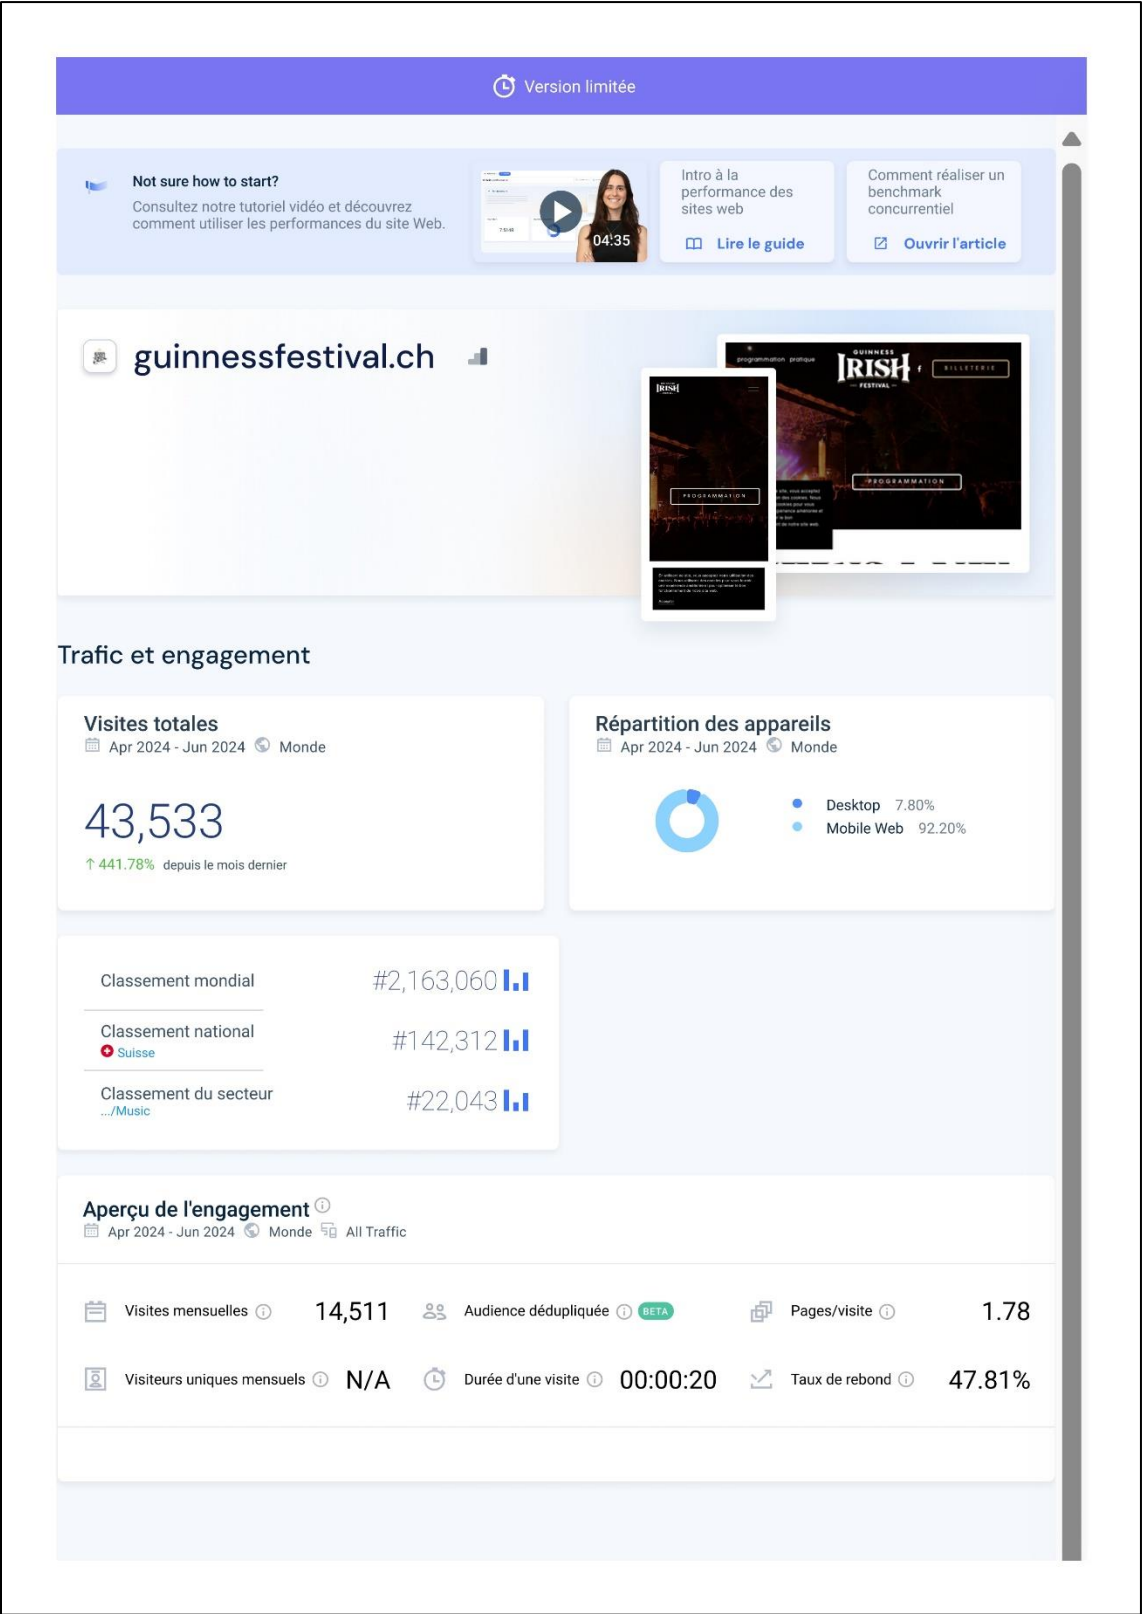 Version limitée
Not sure how to start?
Consultez notre tutoriel vidéo et découvrez
comment utiliser les performances du site Web.
04:35
Intro à la
performance des
sites web
Lire le guide
Comment réaliser un
benchmark
concurrentiel
Ouvrir l'article
guinnessfestival.ch
programmation pratique
GUINNESS
IRISH
FESTIVAL
f
BILLETERIE
PROGRAMMATION
IRISH
PROGRAMMATION
Trafic et engagement
Visites totales
Apr 2024 - Jun 2024 Monde
43,533
↑ 441.78% depuis le mois dernier
Répartition des appareils
Apr 2024 - Jun 2024 Monde
Desktop 7.80%
Mobile Web 92.20%
Classement mondial #2,163,060
Classement national #142,312
Suisse
Classement du secteur #22,043
.../Music
Aperçu de l'engagement
Apr 2024 - Jun 2024 Monde All Traffic
Visites mensuelles 14,511 Audience dédupliquée BETA Pages/visite 1.78
Visiteurs uniques mensuels N/A Durée d'une visite 00:00:20 Taux de rebond 47.81%